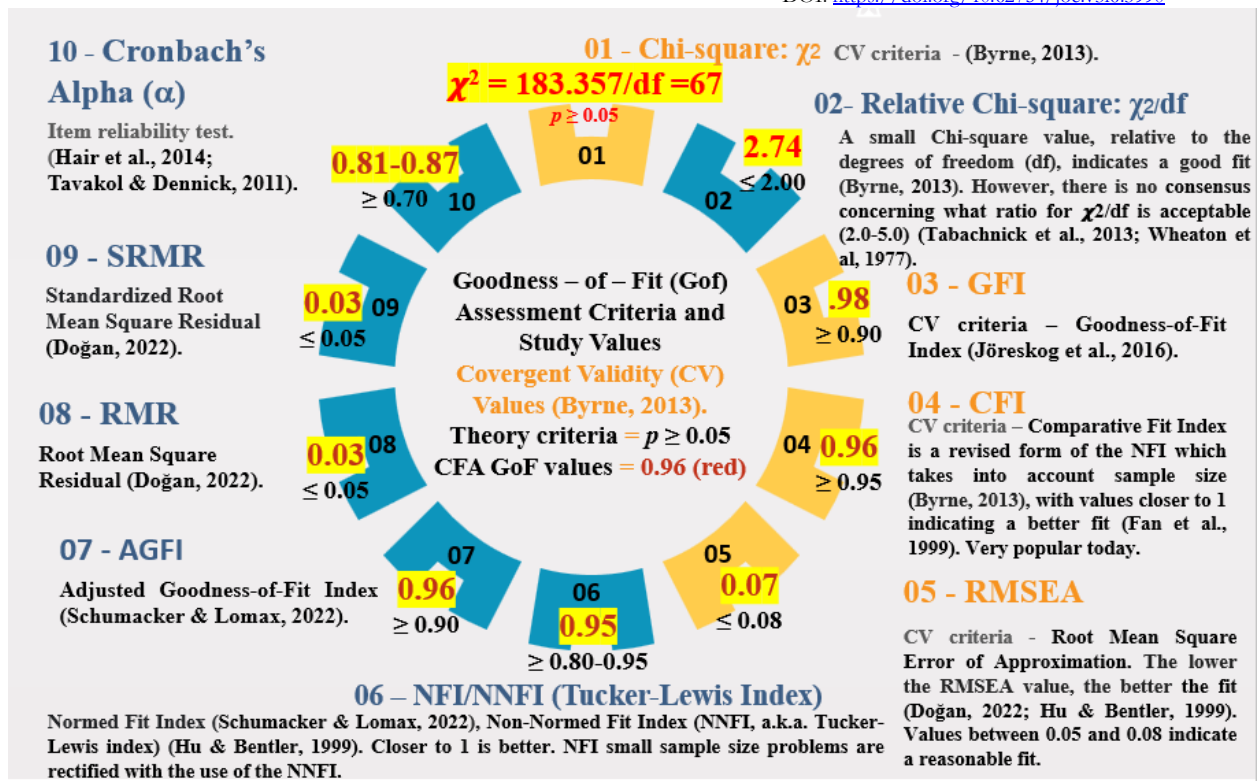 DOI: https://doi.org/10.62754/joe.v3i8.5990
10 - Cronbach's
Alpha (α)
Item reliability test.
(Hair et al., 2014;
Tavakol & Dennick, 2011).
01 - Chi-square: χ2 CV criteria - (Byrne, 2013).
χ² = 183.357/df =67
p ≥ 0.05
01
02- Relative Chi-square: χ2/df
A small Chi-square value, relative to the
degrees of freedom (df), indicates a good fit
(Byrne, 2013). However, there is no consensus
concerning what ratio for χ2/df is acceptable
(2.0-5.0) (Tabachnick et al., 2013; Wheaton et
al, 1977).
2.74
≤ 2.00
02
0.81-0.87
≥ 0.70
10
09 - SRMR
Standardized Root
Mean Square Residual
(Doğan, 2022).
0.03
≤ 0.05
09
Goodness – of – Fit (Gof)
Assessment Criteria and
Study Values
Covergent Validity (CV)
Values (Byrne, 2013).
Theory criteria = p ≥ 0.05
CFA GoF values = 0.96 (red)
03
.98
≥ 0.90
03 - GFI
CV criteria – Goodness-of-Fit
Index (Jöreskog et al., 2016).
08 - RMR
Root Mean Square
Residual (Doğan, 2022).
0.03
≤ 0.05
08
04
0.96
≥ 0.95
04 - CFI
CV criteria – Comparative Fit Index
is a revised form of the NFI which
takes into account sample size
(Byrne, 2013), with values closer to 1
indicating a better fit (Fan et al.,
1999). Very popular today.
07 - AGFI
Adjusted Goodness-of-Fit Index
(Schumacker & Lomax, 2022).
07
0.96
≥ 0.90
06
0.95
≥ 0.80-0.95
05
0.07
≤ 0.08
05 - RMSEA
CV criteria - Root Mean Square
Error of Approximation. The lower
the RMSEA value, the better the fit
(Doğan, 2022; Hu & Bentler, 1999).
Values between 0.05 and 0.08 indicate
a reasonable fit.
06 – NFI/NNFI (Tucker-Lewis Index)
Normed Fit Index (Schumacker & Lomax, 2022), Non-Normed Fit Index (NNFI, a.k.a. Tucker-
Lewis index) (Hu & Bentler, 1999). Closer to 1 is better. NFI small sample size problems are
rectified with the use of the NNFI.